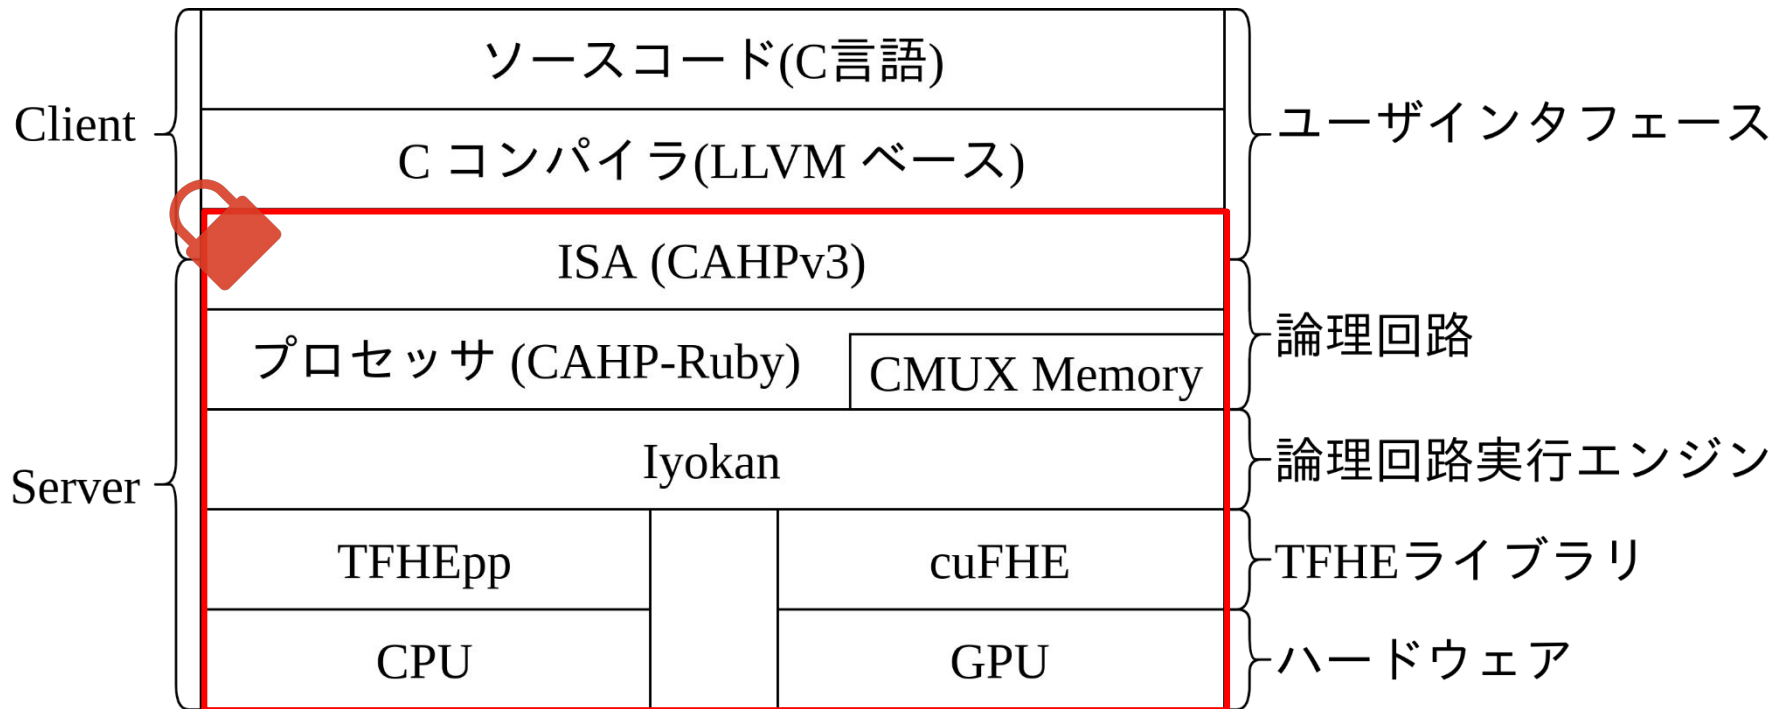 ソースコード(C言語)
Client
ユーザインタフェース
C コンパイラ(LLVM ベース)
ISA (CAHPv3)
論理回路
プロセッサ (CAHP-Ruby)
CMUX Memory
Iyokan
論理回路実行エンジン
Server
TFHEpp
cuFHE
TFHEライブラリ
CPU
GPU
ハードウェア